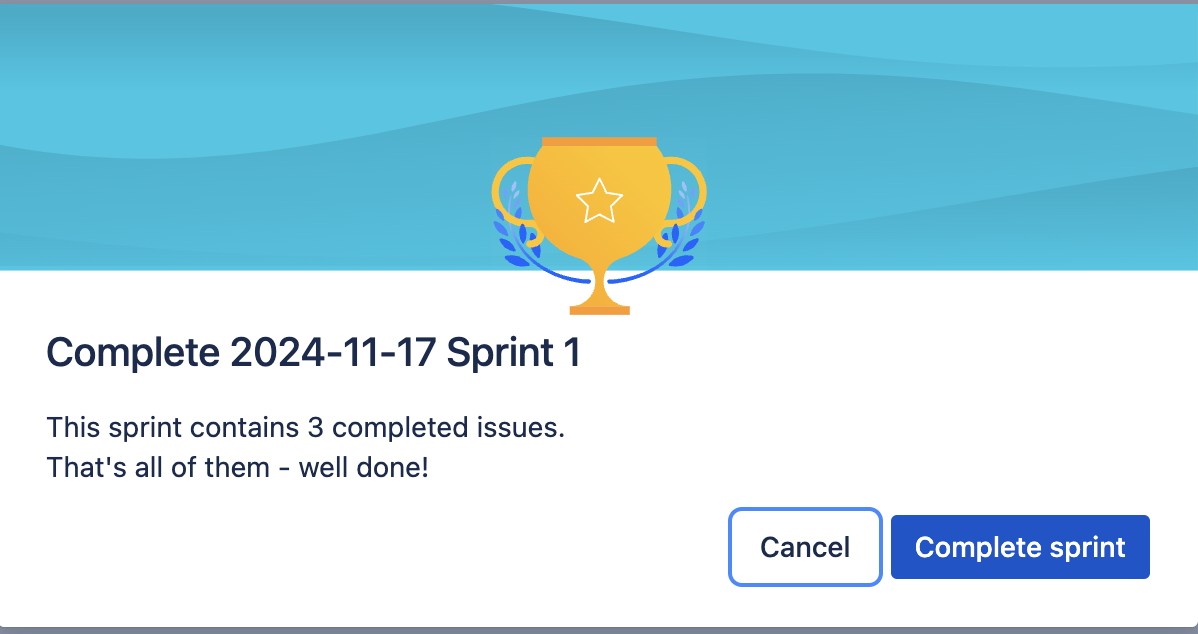 Complete 2024-11-17 Sprint 1
This sprint contains 3 completed issues.
That's all of them - well done!
Cancel
Complete sprint